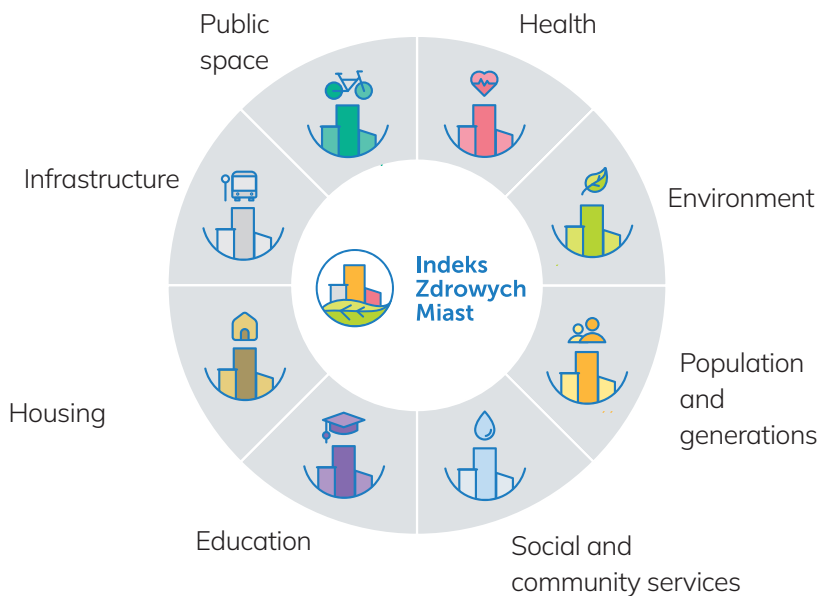 Public
space
Health
Infrastructure
Environment
Indeks
Zdrowych
Miast
Population
and
generations
Housing
Education
Social and
community services